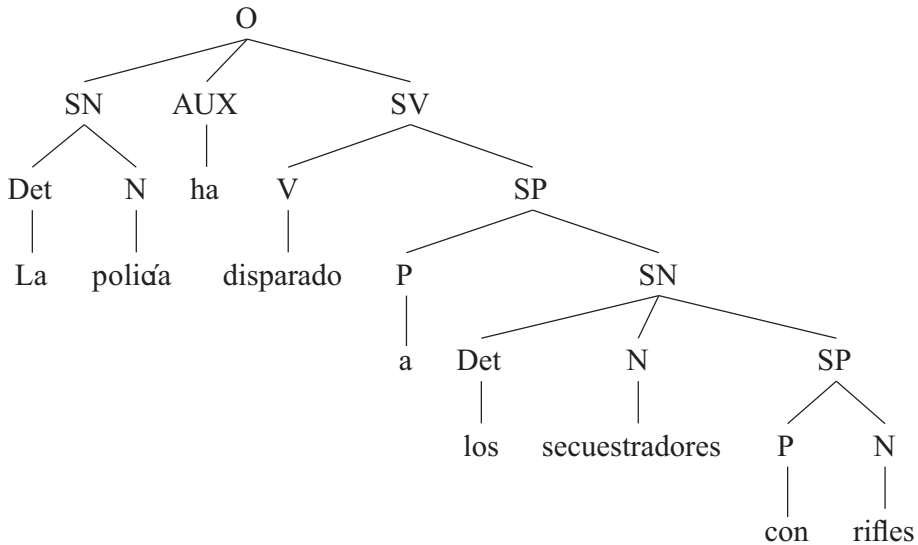 O
SN AUX SV
Det N ha V SP
La policía disparado P SN
a Det N SP
los secuestradores P N
con rifles